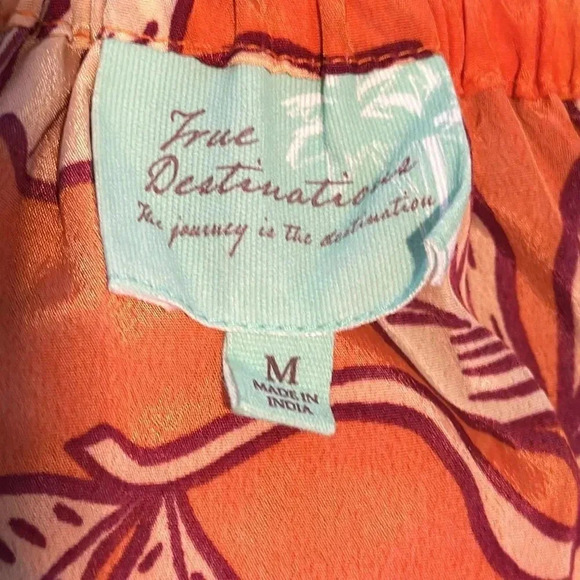 True
Destinations
The journey is the destination
M
MADE IN
INDIA